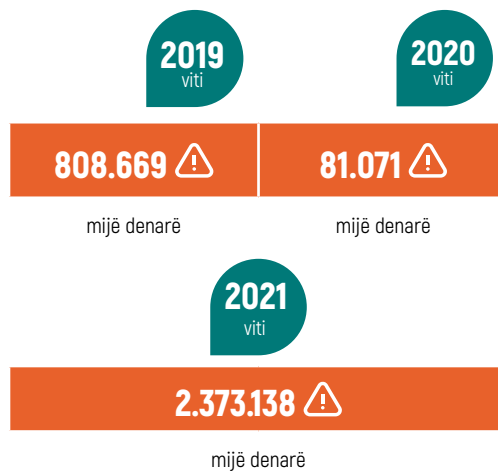 2019
viti
2020
viti
808.669
81.071
mijë denarë
mijë denarë
2021
viti
2.373.138
mijë denarë